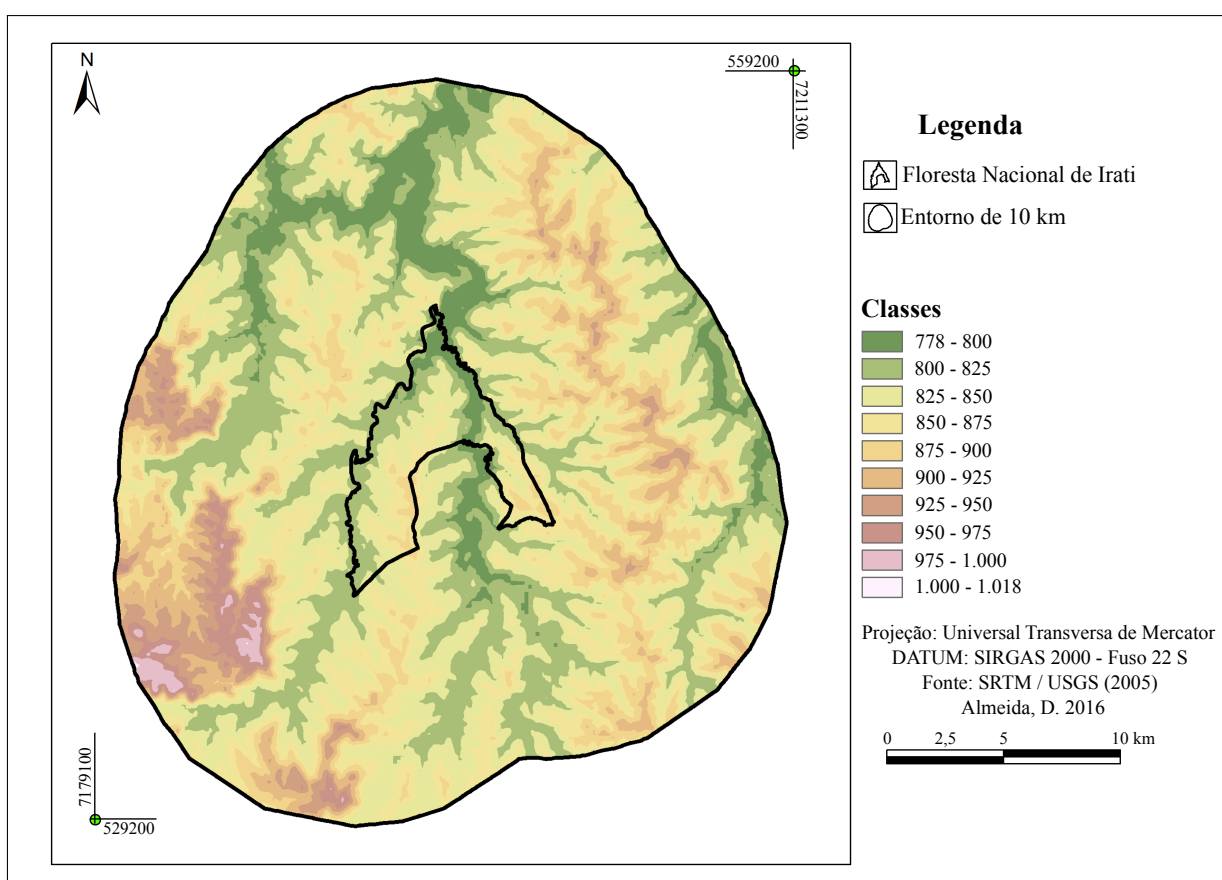 N
559200
7211300
7179100
529200
Legenda
Floresta Nacional de Irati
Entorno de 10 km
Classes
778 - 800
800 - 825
825 - 850
850 - 875
875 - 900
900 - 925
925 - 950
950 - 975
975 - 1.000
1.000 - 1.018
Projeção: Universal Transversa de Mercator
DATUM: SIRGAS 2000 - Fuso 22 S
Fonte: SRTM / USGS (2005)
Almeida, D. 2016
0 2,5 5 10 km